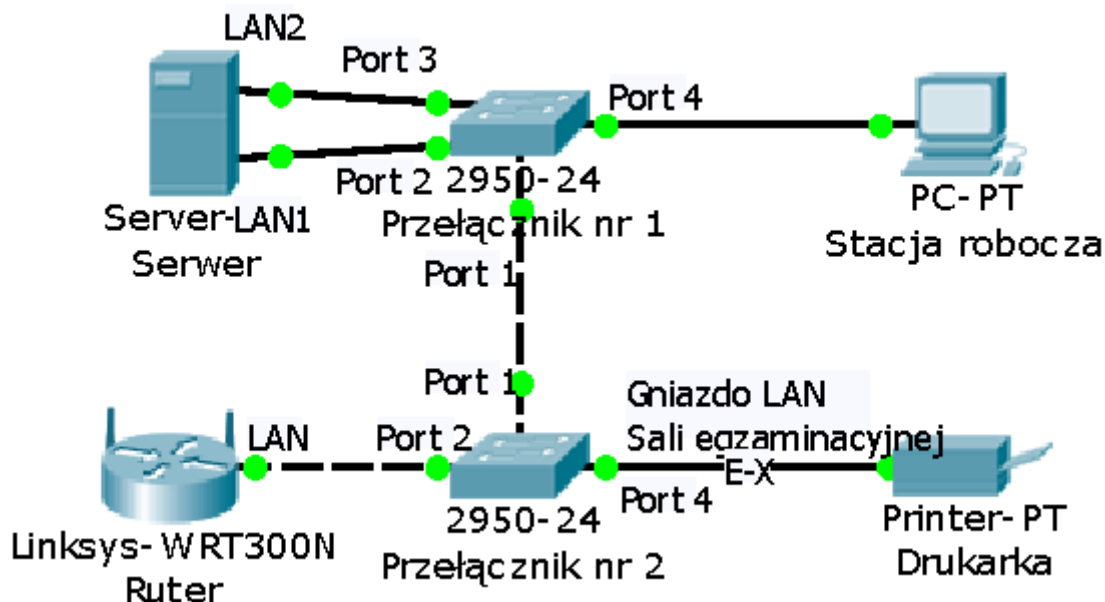 LAN2
Port 3
Port 4
Port 2
2950-24
Przełącznik nr 1
Server-LAN1
Serwer
PC-PT
Stacja robocza
Port 1
Port 1
Gniazdo LAN
Sali egzaminacyjnej
E-X
LAN
Port 2
Port 4
2950-24
Przełącznik nr 2
Linksys-WRT300N
Ruter
Printer-PT
Drukarka